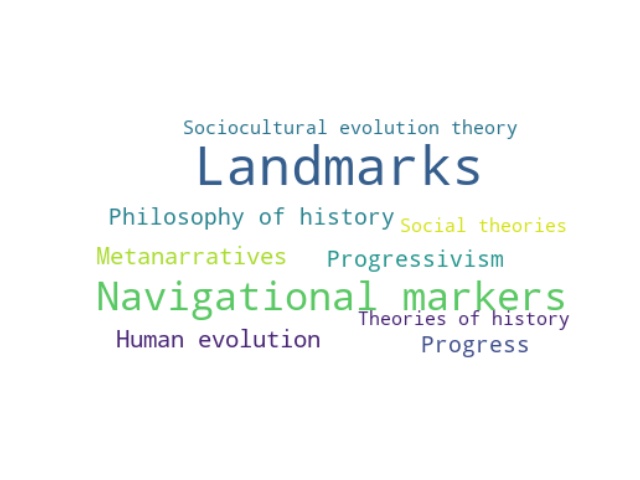 Sociocultural evolution theory
Landmarks
Philosophy of history
Social theories
Metanarratives
Progressivism
Navigational markers
Theories of history
Human evolution
Progress